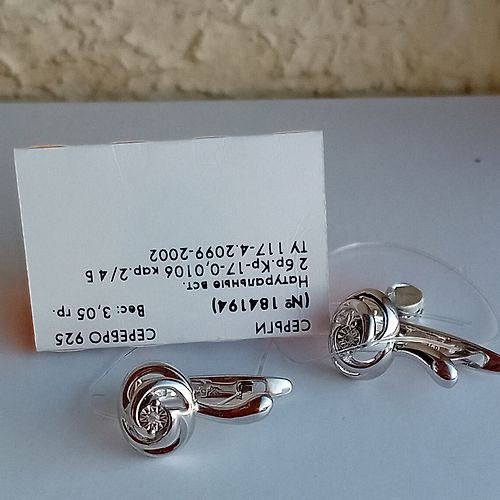 СЕРЬГИ СЕРЕБРО 925
(№ 184194) Вес: 3,05 гр.
Натуральные вст.
2 бр.Кр-17-0,0106 кар.2/4 Б
ТУ 117-4.2099-2002